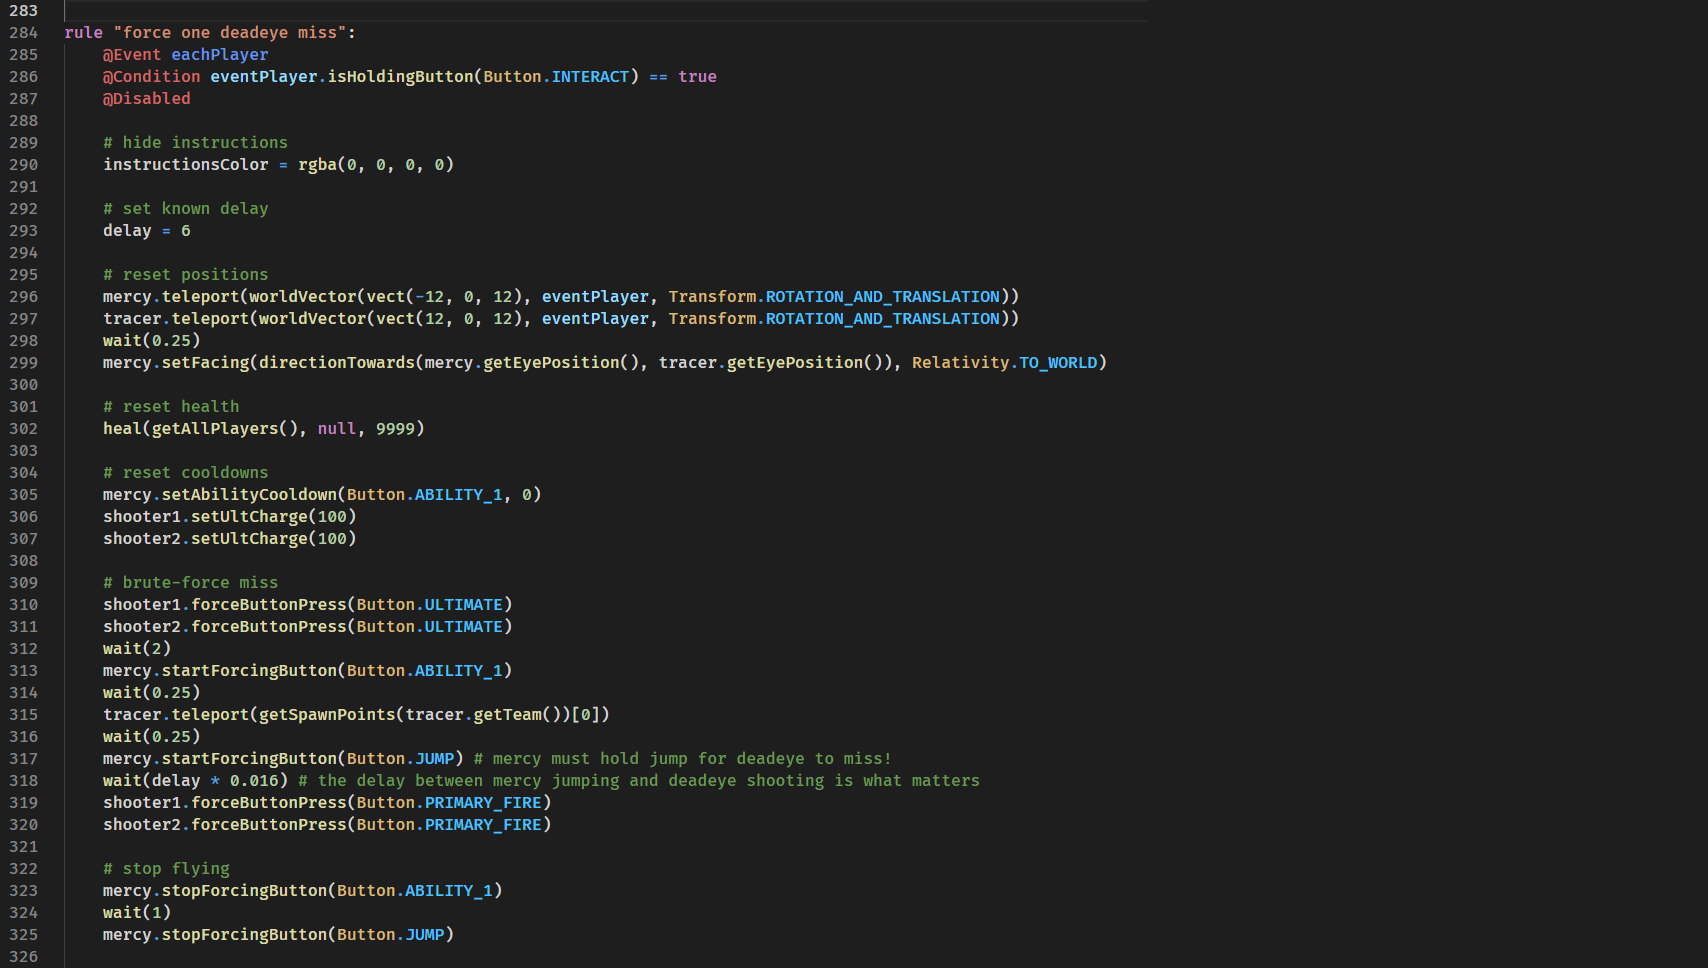 283
284 rule "force one deadeye miss":
285 @Event eachPlayer
286 @Condition eventPlayer.isHoldingButton(Button.INTERACT) == true
287 @Disabled
288
289 # hide instructions
290 instructionsColor = rgba(0, 0, 0, 0)
291
292 # set known delay
293 delay = 6
294
295 # reset positions
296 mercy.teleport(worldVector(vect(-12, 0, 12), eventPlayer, Transform.ROTATION_AND_TRANSLATION))
297 tracer.teleport(worldVector(vect(12, 0, 12), eventPlayer, Transform.ROTATION_AND_TRANSLATION))
298 wait(0.25)
299 mercy.setFacing(directionTowards(mercy.getEyePosition(), tracer.getEyePosition()), Relativity.TO_WORLD)
300
301 # reset health
302 heal(getAllPlayers(), null, 9999)
303
304 # reset cooldowns
305 mercy.setAbilityCooldown(Button.ABILITY_1, 0)
306 shooter1.setUltCharge(100)
307 shooter2.setUltCharge(100)
308
309 # brute-force miss
310 shooter1.forceButtonPress(Button.ULTIMATE)
311 shooter2.forceButtonPress(Button.ULTIMATE)
312 wait(2)
313 mercy.startForcingButton(Button.ABILITY_1)
314 wait(0.25)
315 tracer.teleport(getSpawnPoints(tracer.getTeam())[0])
316 wait(0.25)
317 mercy.startForcingButton(Button.JUMP) # mercy must hold jump for deadeye to miss!
318 wait(delay * 0.016) # the delay between mercy jumping and deadeye shooting is what matters
319 shooter1.forceButtonPress(Button.PRIMARY_FIRE)
320 shooter2.forceButtonPress(Button.PRIMARY_FIRE)
321
322 # stop flying
323 mercy.stopForcingButton(Button.ABILITY_1)
324 wait(1)
325 mercy.stopForcingButton(Button.JUMP)
326